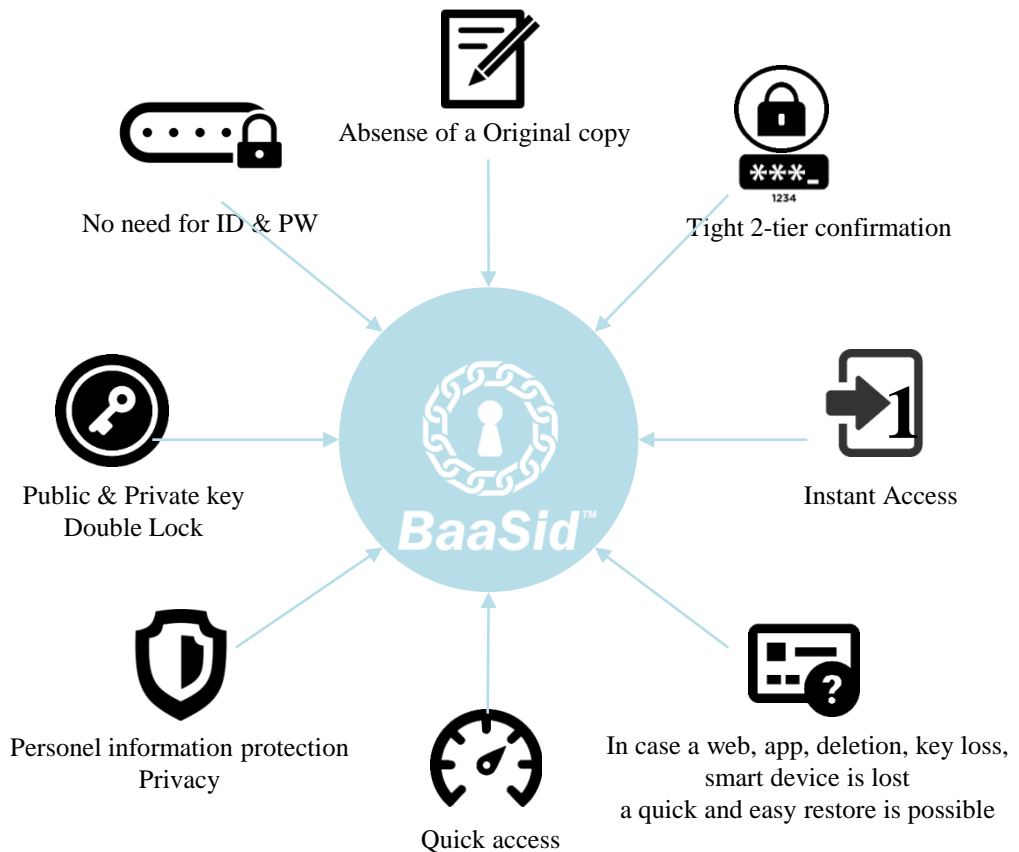 Absense of a Original copy
***_
1234
No need for ID & PW
Tight 2-tier confirmation
1
Public & Private key
Double Lock
Instant Access
BaaSid™
Personel information protection
Privacy
?
In case a web, app, deletion, key loss,
smart device is lost
a quick and easy restore is possible
Quick access